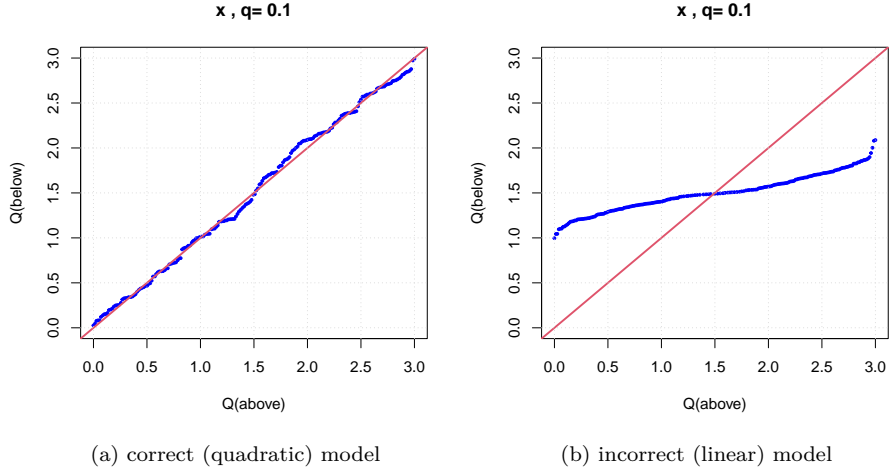 x , q= 0.1
Q(below)
3.0
2.5
2.0
1.5
1.0
0.5
0.0
0.0 0.5 1.0 1.5 2.0 2.5 3.0
Q(above)
(a) correct (quadratic) model
x , q= 0.1
Q(below)
3.0
2.5
2.0
1.5
1.0
0.5
0.0
0.0 0.5 1.0 1.5 2.0 2.5 3.0
Q(above)
(b) incorrect (linear) model